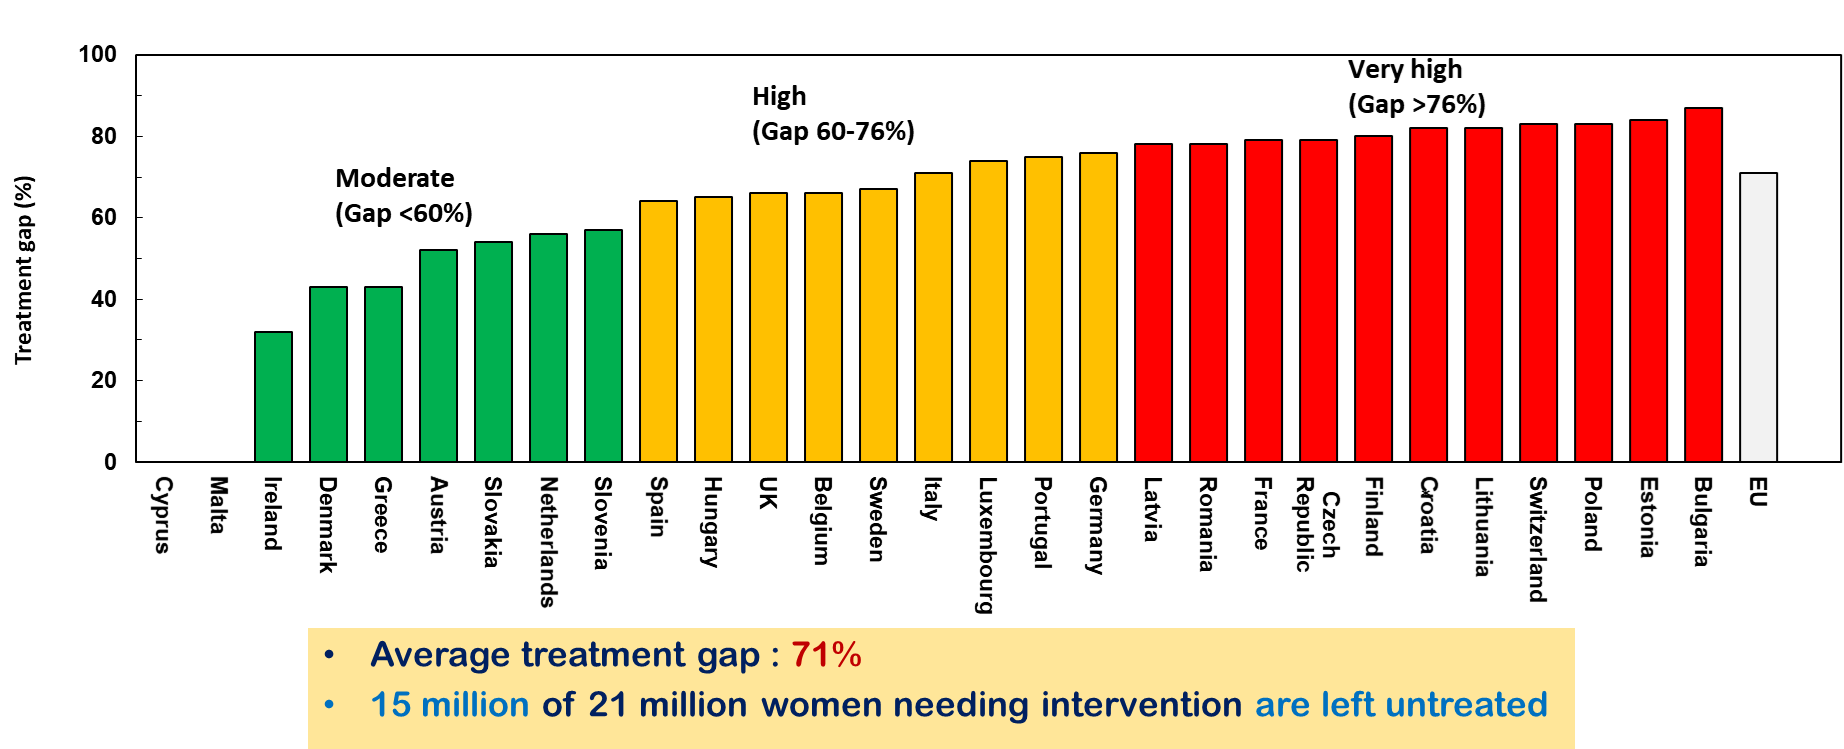 100
80
60
40
20
0
Treatment gap (%)
Moderate
(Gap <60%)
High
(Gap 60-76%)
Very high
(Gap >76%)
Cyprus
Malta
Ireland
Denmark
Greece
Austria
Slovakia
Netherlands
Slovenia
Spain
Hungary
UK
Belgium
Sweden
Italy
Luxembourg
Portugal
Germany
Latvia
Romania
France
Czech
Republic
Finland
Croatia
Lithuania
Switzerland
Poland
Estonia
Bulgaria
EU
• Average treatment gap : 71%
• 15 million of 21 million women needing intervention are left untreated